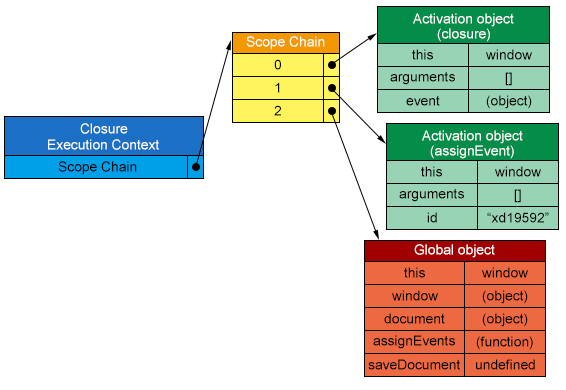 Closure
Execution Context
Scope Chain
Scope Chain
0
1
2
Activation object
(closure)
this window
arguments []
event (object)
Activation object
(assignEvent)
this window
arguments []
id “xd19592”
Global object
this window
window (object)
document (object)
assignEvents (function)
saveDocument undefined